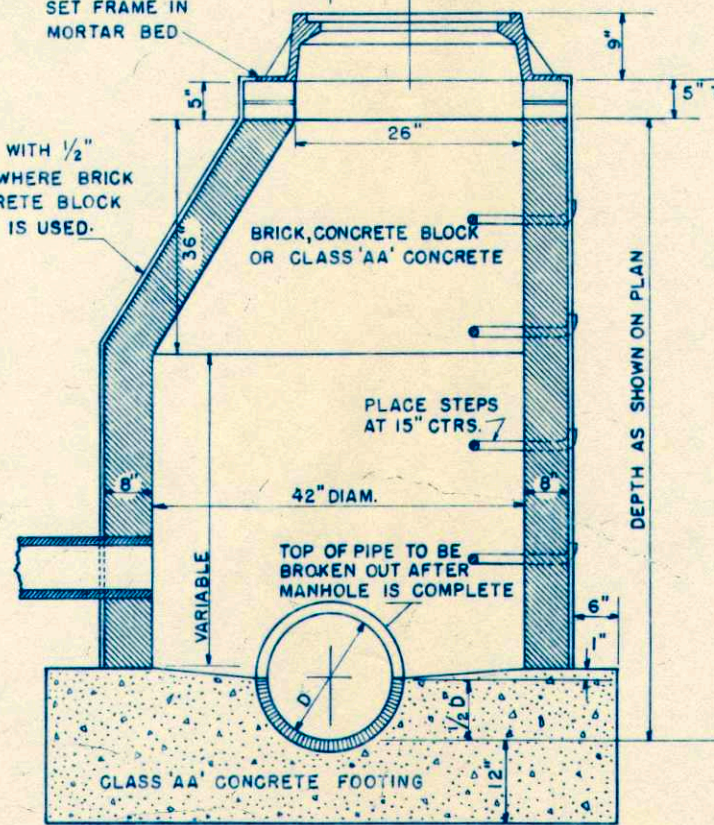 SET FRAME IN
MORTAR BED
9"
5"
5"
26"
WITH ½"
WHERE BRICK
RETE BLOCK
IS USED.
36"
BRICK, CONCRETE BLOCK
OR CLASS 'AA' CONCRETE
DEPTH AS SHOWN ON PLAN
PLACE STEPS
AT 15" CTRS.
8"
42" DIAM.
8"
VARIABLE
TOP OF PIPE TO BE
BROKEN OUT AFTER
MANHOLE IS COMPLETE
6"
1"
D
½ D
12"
CLASS 'AA' CONCRETE FOOTING